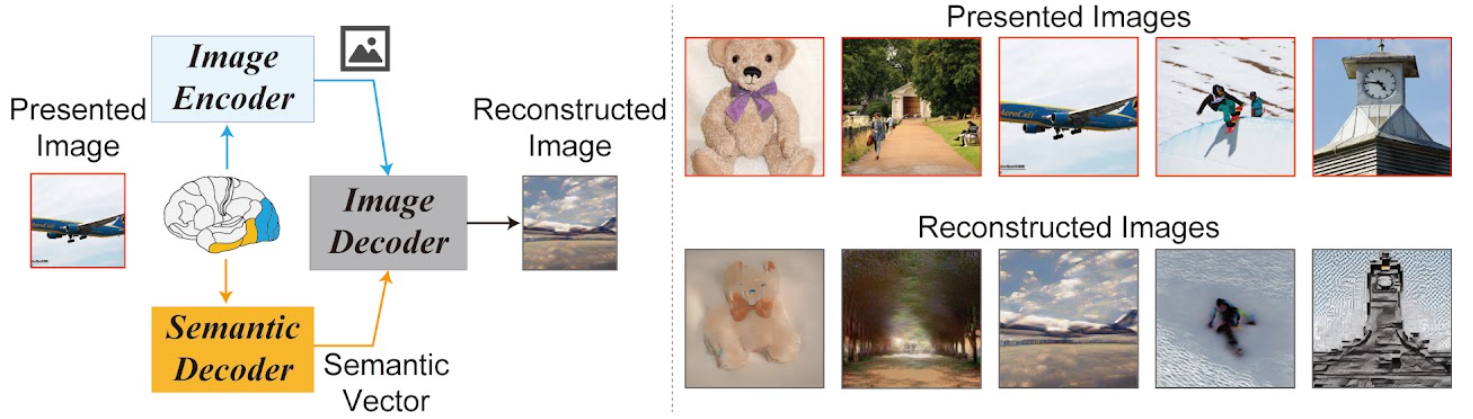 Presented
Image
Image
Encoder
Semantic
Decoder
Semantic
Vector
Image
Decoder
Reconstructed
Image
Presented Images
Reconstructed Images